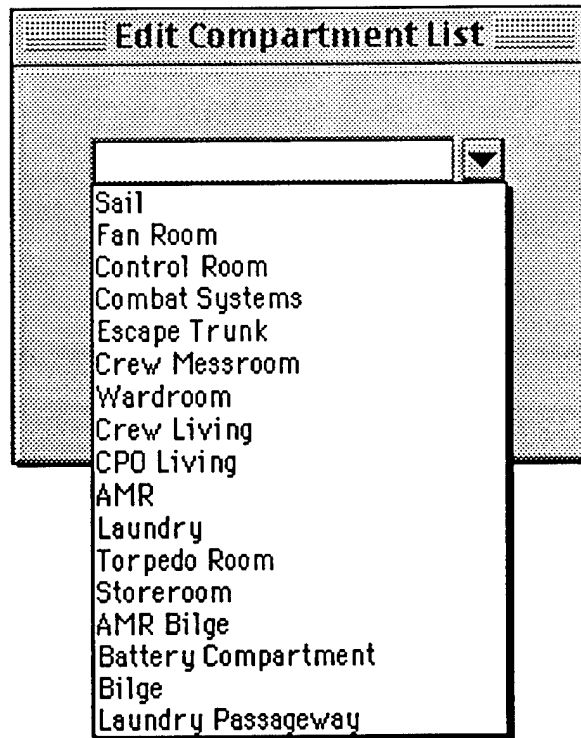 Edit Compartment List
Sail
Fan Room
Control Room
Combat Systems
Escape Trunk
Crew Messroom
Wardroom
Crew Living
CPO Living
AMR
Laundry
Torpedo Room
Storeroom
AMR Bilge
Battery Compartment
Bilge
Laundry Passageway